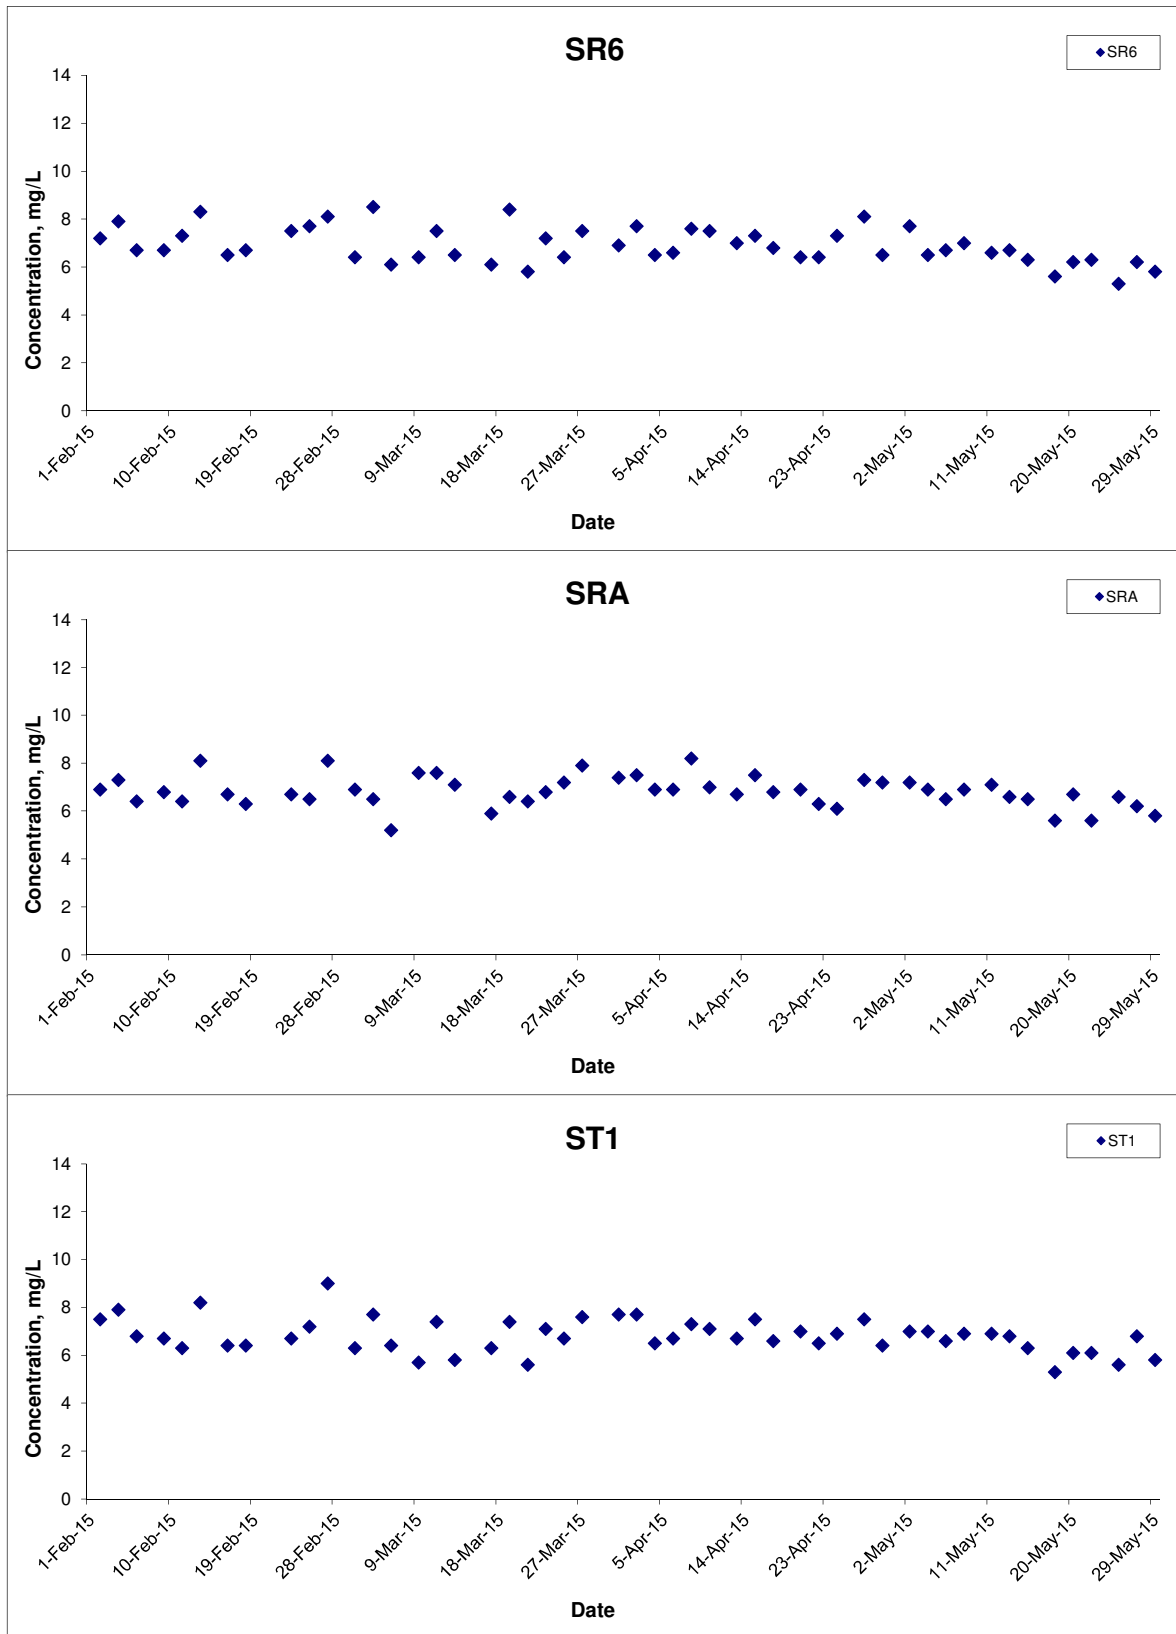 SR6
SR6
14
12
10
8
6
4
2
0
Concentration, mg/L
1-Feb-15
10-Feb-15
19-Feb-15
28-Feb-15
9-Mar-15
18-Mar-15
27-Mar-15
5-Apr-15
14-Apr-15
23-Apr-15
2-May-15
11-May-15
20-May-15
29-May-15
Date
SRA
SRA
14
12
10
8
6
4
2
0
Concentration, mg/L
1-Feb-15
10-Feb-15
19-Feb-15
28-Feb-15
9-Mar-15
18-Mar-15
27-Mar-15
5-Apr-15
14-Apr-15
23-Apr-15
2-May-15
11-May-15
20-May-15
29-May-15
Date
ST1
ST1
14
12
10
8
6
4
2
0
Concentration, mg/L
1-Feb-15
10-Feb-15
19-Feb-15
28-Feb-15
9-Mar-15
18-Mar-15
27-Mar-15
5-Apr-15
14-Apr-15
23-Apr-15
2-May-15
11-May-15
20-May-15
29-May-15
Date